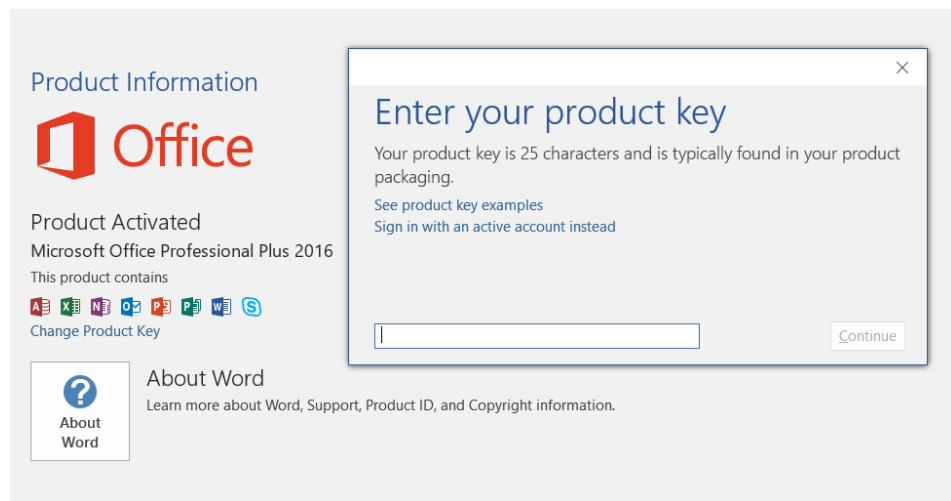 Product Information
Office
Product Activated
Microsoft Office Professional Plus 2016
This product contains
Change Product Key
About
Word
About Word
Learn more about Word, Support, Product ID, and Copyright information.
Enter your product key
Your product key is 25 characters and is typically found in your product
packaging.
See product key examples
Sign in with an active account instead
Continue